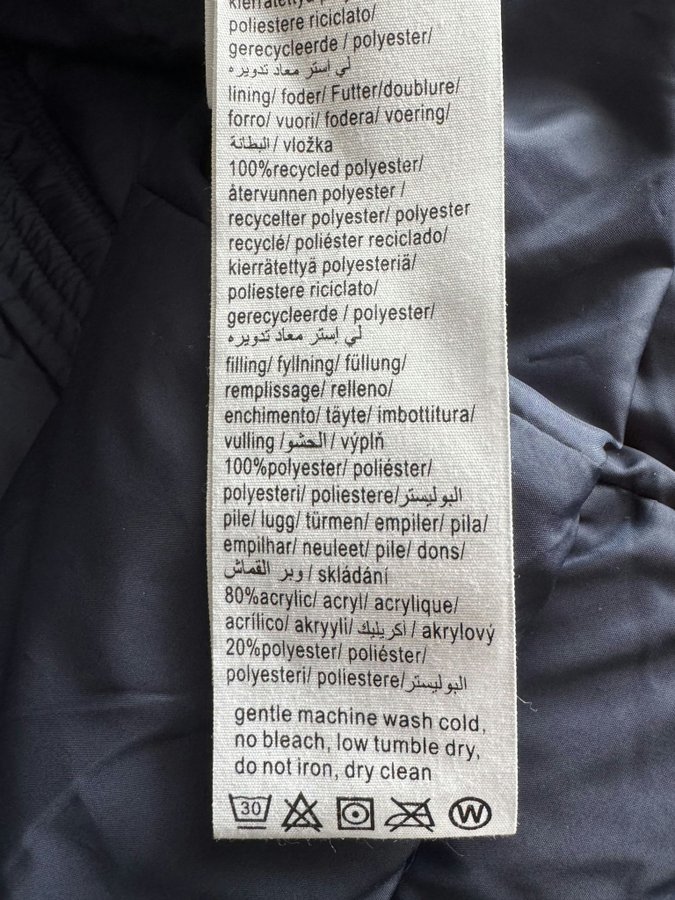 kierrätettyä polyesteriä/
poliestere riciclato/
gerecycleerde / polyester/
لي إستر معاد تدويره
lining/ foder/ Futter/doublure/
forro/ vuori/ fodera/ voering/
البطانة / vložka
100%recycled polyester/
återvunnen polyester /
recycelter polyester/ polyester
recyclé/ poliéster reciclado/
kierrätettyä polyesteriä/
poliestere riciclato/
gerecycleerde / polyester/
لي إستر معاد تدويره
filling/ fyllning/ füllung/
remplissage/ relleno/
enchimento/ täyte/ imbottitura/
vulling /الحشو/ výplň
100%polyester/ poliéster/
polyesteri/ poliestere/البوليستر
pile/ lugg/ türmen/ empiler/ pila/
empilhar/ neuleet/ pile/ dons/
وبر القماش / skládání
80%acrylic/ acryl/ acrylique/
acrílico/ akryyli/ اكريليك / akrylový
20%polyester/ poliéster/
polyesteri/ poliestere/البوليستر
gentle machine wash cold,
no bleach, low tumble dry,
do not iron, dry clean
30 W